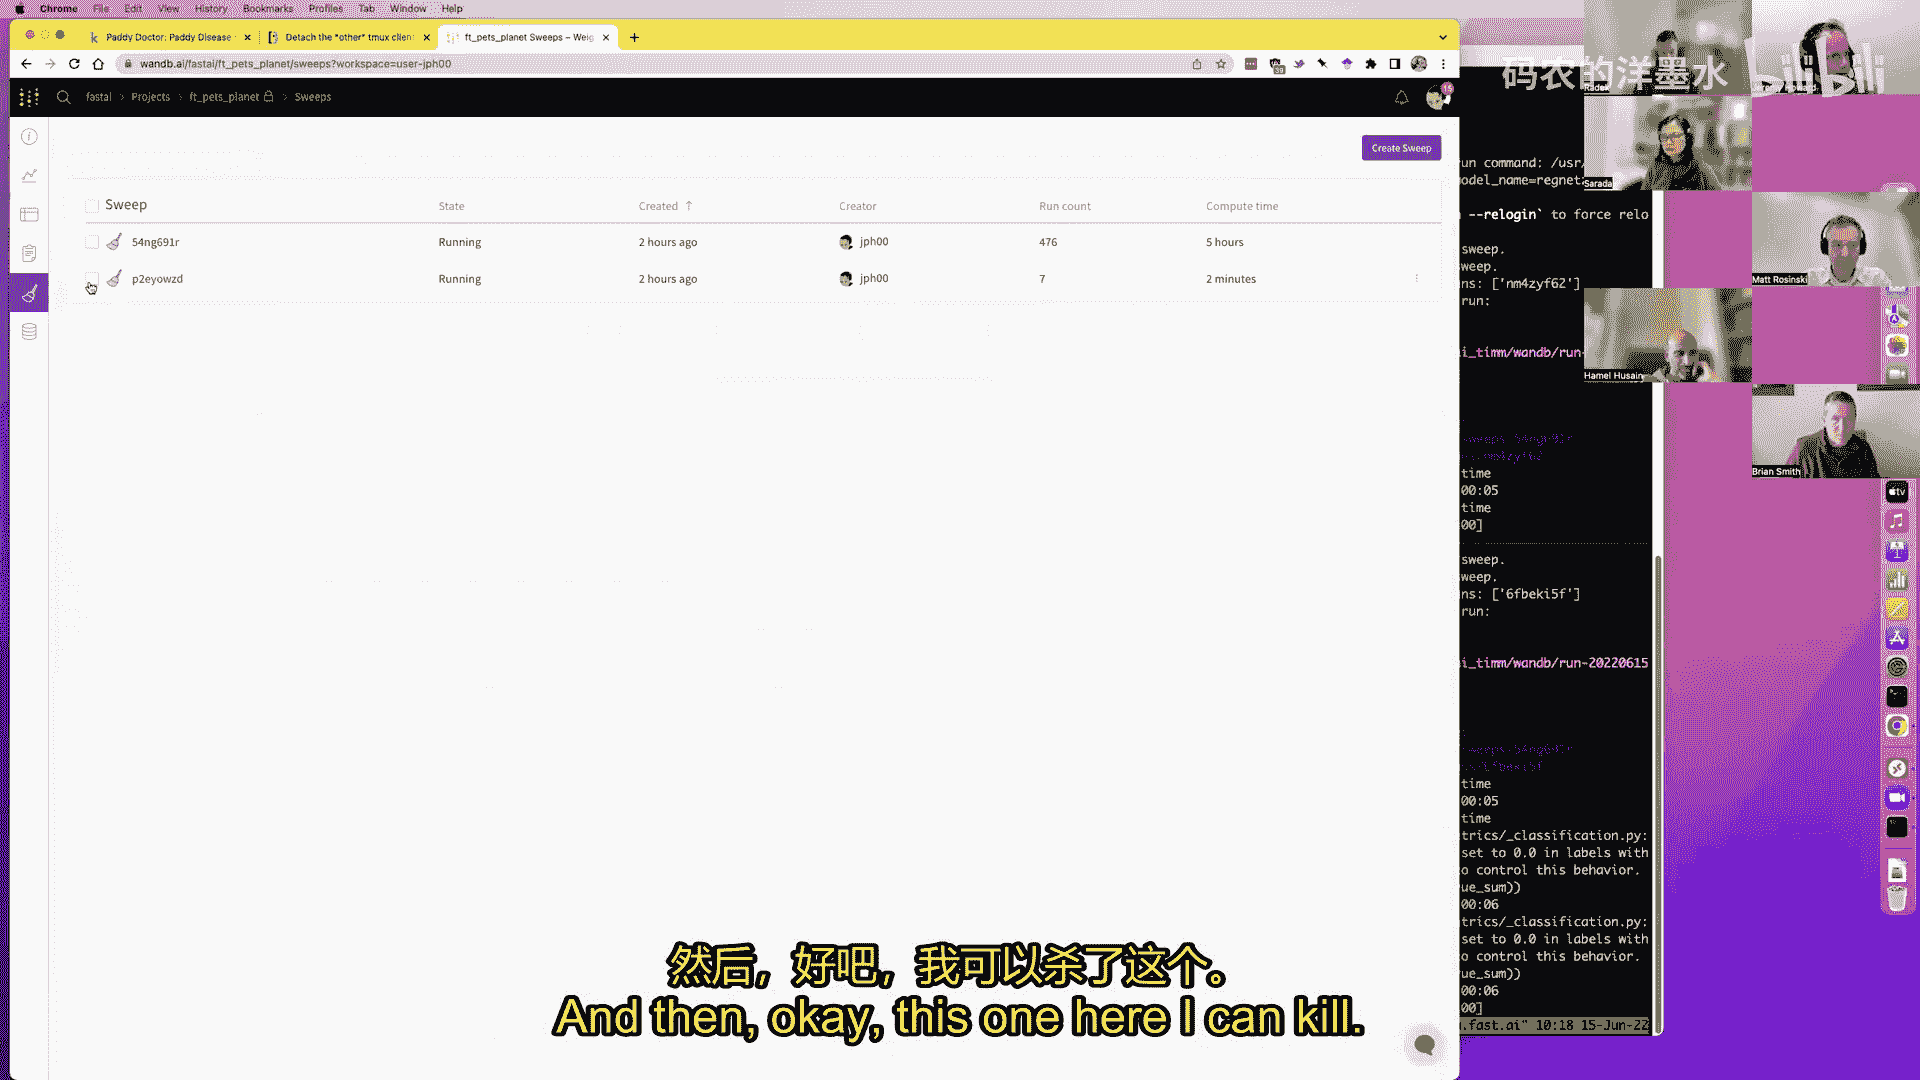 Chrome File Edit View History Bookmarks Profiles Tab Window Help
Paddy Doctor: Paddy Disease
Detach the *other* tmux clien
ft_pets_planet Sweeps – Weig
wandb.ai/fastai/ft_pets_planet/sweeps?workspace=user-jph00
39
fastai > Projects > ft_pets_planet > Sweeps
15
Create Sweep
Sweep State Created ↑ Creator Run count Compute time
54ng691r Running 2 hours ago jph00 476 5 hours
p2eyowzd Running 2 hours ago jph00 7 2 minutes
码农的洋墨水 bilibili
Radek
Jeremy Howard
Sarada
Matt Rosinski
Hamel Husain
Brian Smith
un command: /usr/
odel_name=regnet
--relogin` to force relo
sweep.
weep.
ns: ['nm4zyf62']
run:
i_timm/wandb/run-
time
00:05
time
00]
sweep.
weep.
ns: ['6fbeki5f']
run:
i_timm/wandb/run-20220615
time
00:05
time
trics/_classification.py:
set to 0.0 in labels with
o control this behavior.
ue_sum))
00:06
trics/_classification.py:
set to 0.0 in labels with
o control this behavior.
ue_sum))
00:06
00]
.fast.ai" 10:18 15-Jun-22
tv
然后，好吧，我可以杀了这个。
And then, okay, this one here I can kill.